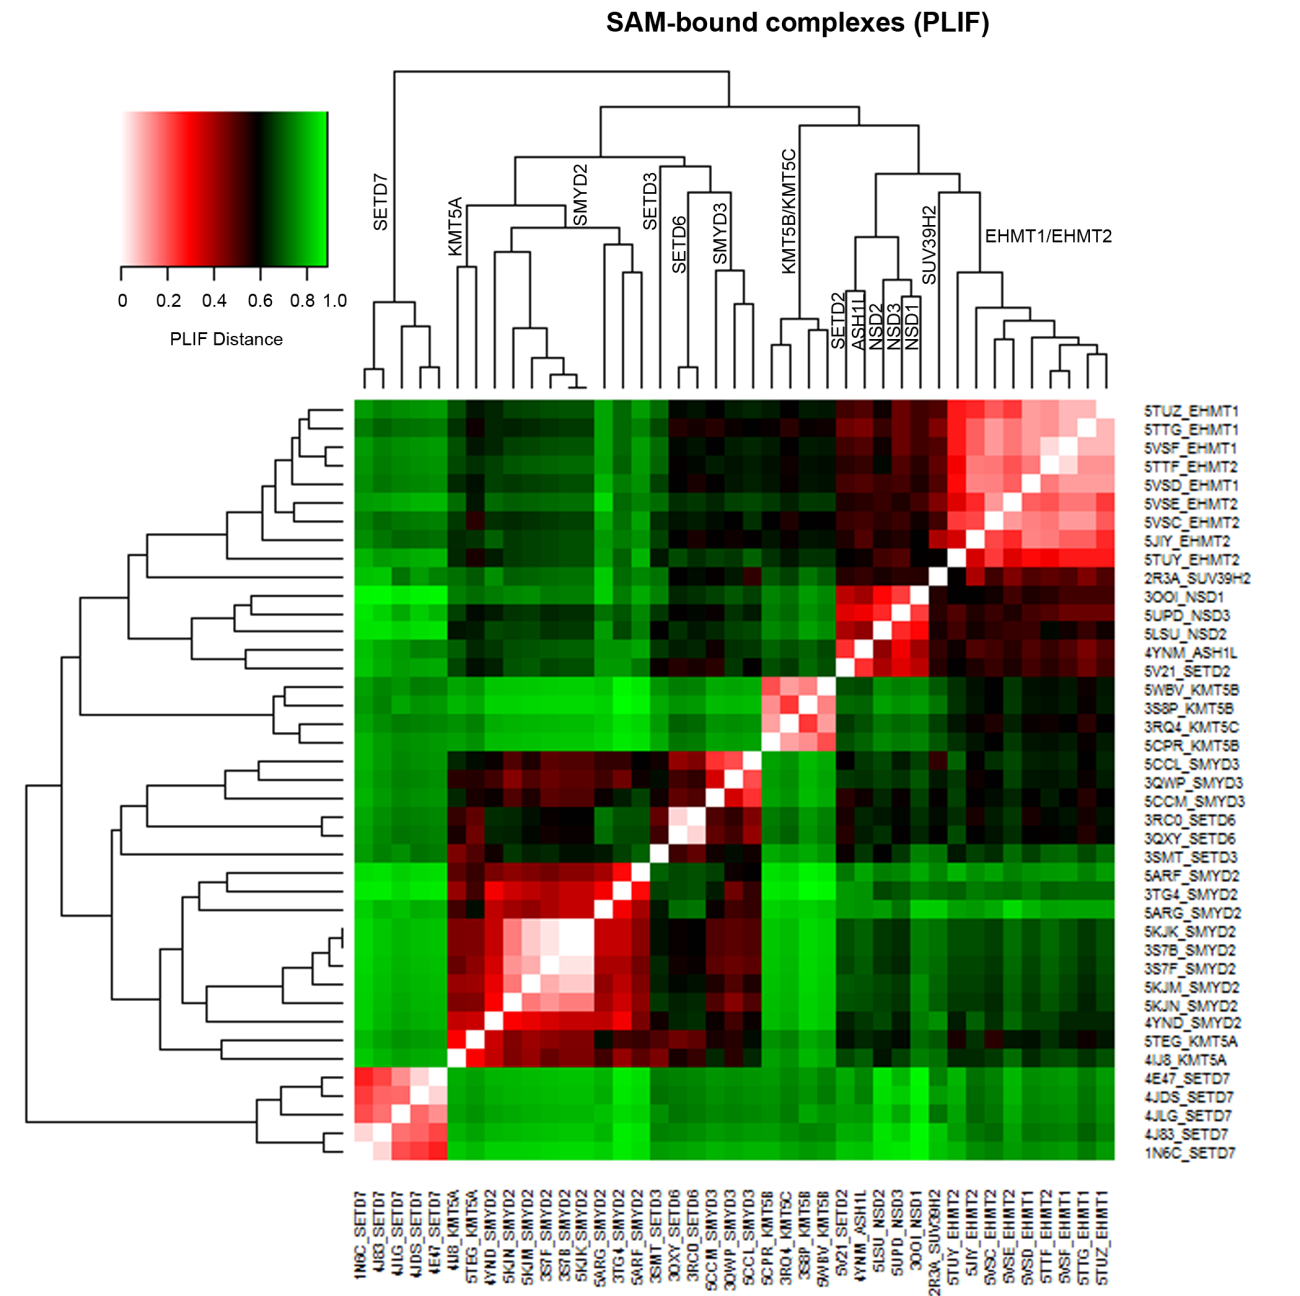 SAM-bound complexes (PLIF)
0 0.2 0.4 0.6 0.8 1.0
PLIF Distance
SETD7
KMT5A
SMYD2
SETD3
SETD6
SMYD3
KMT5B/KMT5C
SETD2
ASH1L
NSD2
NSD3
NSD1
SUV39H2
EHMT1/EHMT2
5TUZ_EHMT1
5TTG_EHMT1
5VSF_EHMT1
5TTF_EHMT2
5VSD_EHMT1
5VSE_EHMT2
5VSC_EHMT2
5JIY_EHMT2
5TUY_EHMT2
2R3A_SUV39H2
3OOI_NSD1
5UPD_NSD3
5LSU_NSD2
4YNM_ASH1L
5V21_SETD2
5WBV_KMT5B
3S8P_KMT5B
3RQ4_KMT5C
5CPR_KMT5B
5CCL_SMYD3
3QWP_SMYD3
5CCM_SMYD3
3RC0_SETD6
3QXY_SETD6
3SMT_SETD3
5ARF_SMYD2
3TG4_SMYD2
5ARG_SMYD2
5KJK_SMYD2
3S7B_SMYD2
3S7F_SMYD2
5KJM_SMYD2
5KJN_SMYD2
4YND_SMYD2
5TEG_KMT5A
4IJ8_KMT5A
4E47_SETD7
4JDS_SETD7
4JLG_SETD7
4J83_SETD7
1N6C_SETD7
1N6C_SETD7
4J83_SETD7
4JLG_SETD7
4JDS_SETD7
4E47_SETD7
4IJ8_KMT5A
5TEG_KMT5A
4YND_SMYD2
5KJN_SMYD2
5KJM_SMYD2
3S7F_SMYD2
3S7B_SMYD2
5KJK_SMYD2
5ARG_SMYD2
3TG4_SMYD2
5ARF_SMYD2
3SMT_SETD3
3QXY_SETD6
3RC0_SETD6
5CCM_SMYD3
3QWP_SMYD3
5CCL_SMYD3
5CPR_KMT5B
3RQ4_KMT5C
3S8P_KMT5B
5WBV_KMT5B
5V21_SETD2
4YNM_ASH1L
5LSU_NSD2
5UPD_NSD3
3OOI_NSD1
2R3A_SUV39H2
5TUY_EHMT2
5JIY_EHMT2
5VSC_EHMT2
5VSE_EHMT2
5VSD_EHMT1
5TTF_EHMT2
5VSF_EHMT1
5TTG_EHMT1
5TUZ_EHMT1